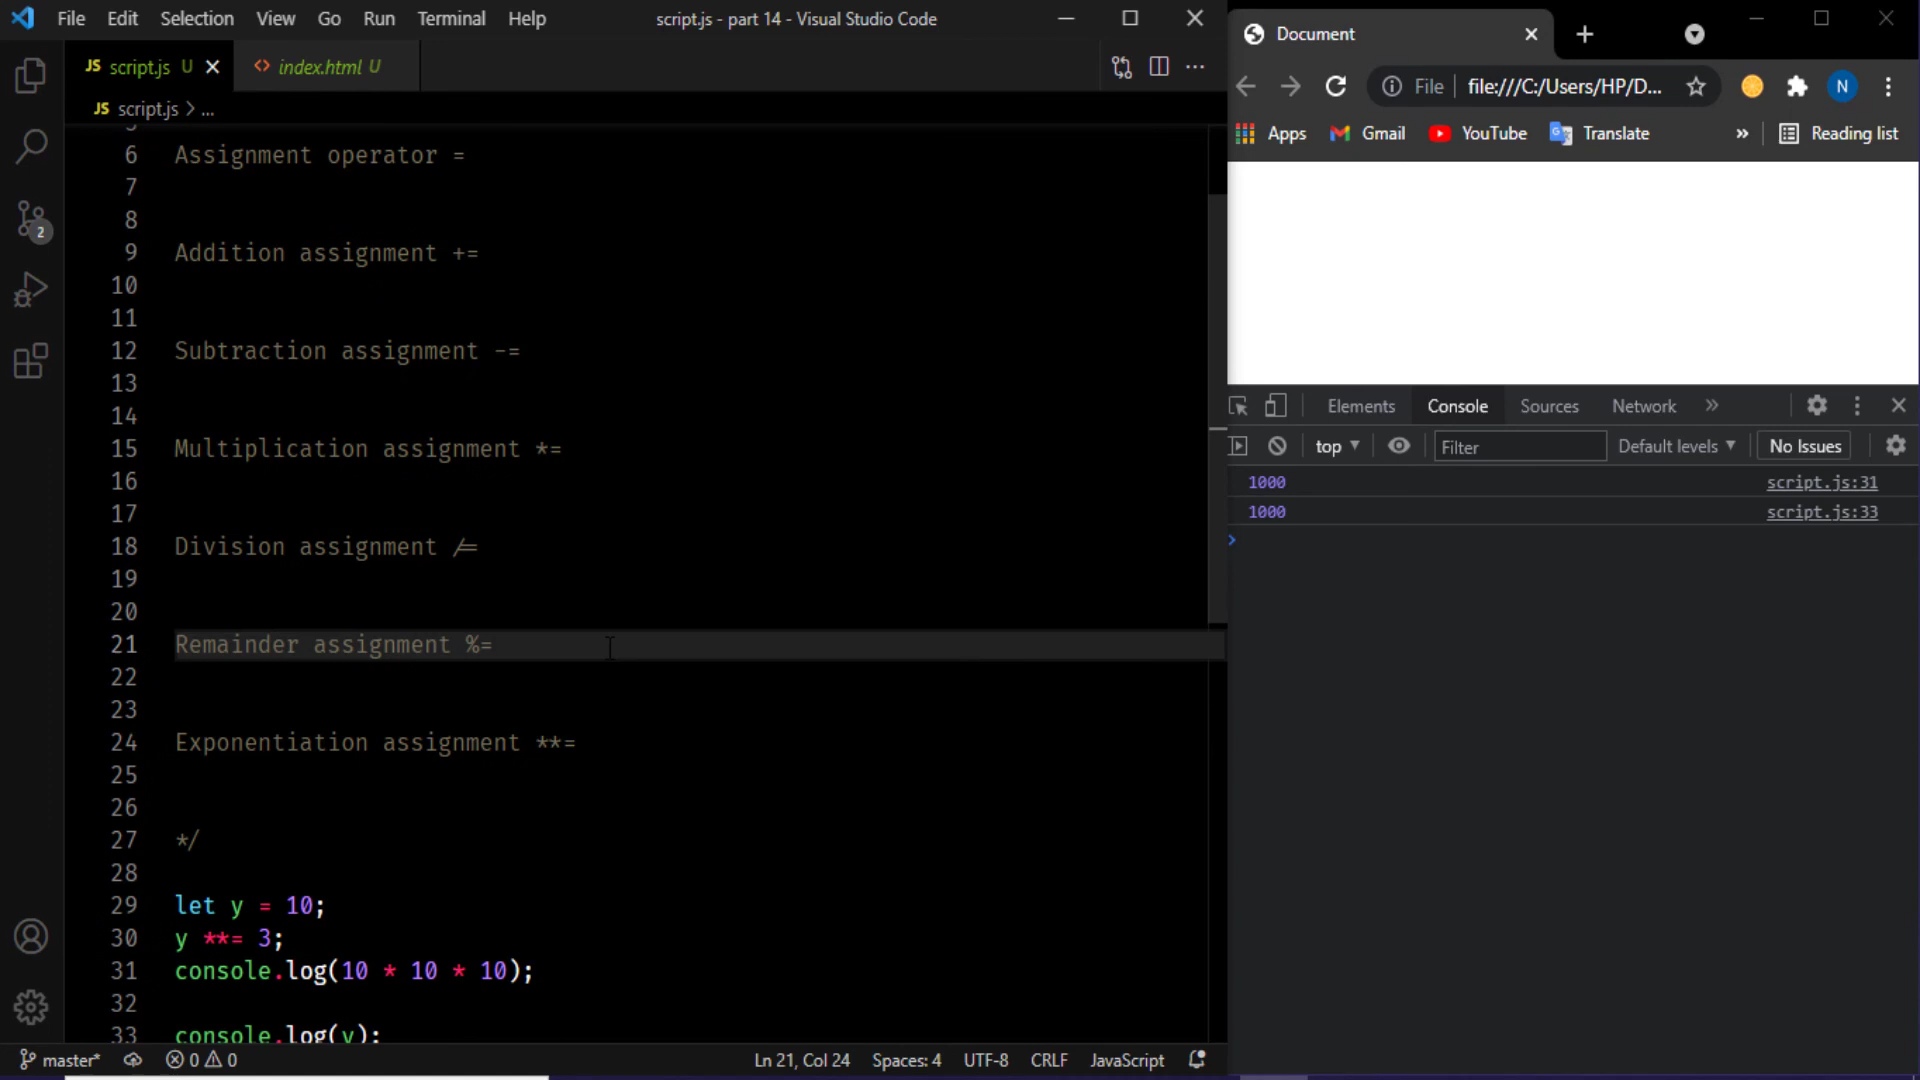 File Edit Selection View Go Run Terminal Help script.js - part 14 - Visual Studio Code
JS script.js U index.html U
JS script.js > ...
6 Assignment operator =
7
8
9 Addition assignment +=
10
11
12 Subtraction assignment -=
13
14
15 Multiplication assignment *=
16
17
18 Division assignment /=
19
20
21 Remainder assignment %=
22
23
24 Exponentiation assignment **=
25
26
27 */
28
29 let y = 10;
30 y **= 3;
31 console.log(10 * 10 * 10);
32
33 console.log(y);
2
master* 0 0 Ln 21, Col 24 Spaces: 4 UTF-8 CRLF JavaScript
Document
File file:///C:/Users/HP/D... N
Apps Gmail YouTube Translate » Reading list
Elements Console Sources Network »
top Filter Default levels No Issues
1000 script.js:31
1000 script.js:33